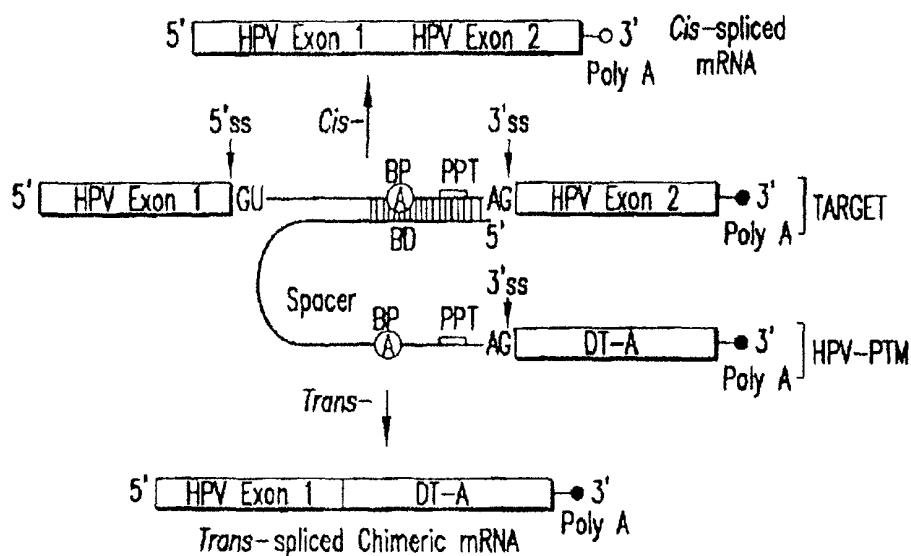 5' HPV Exon 1 HPV Exon 2 3' Cis-spliced
Poly A mRNA
5'ss Cis- 3'ss
BP PPT
5' HPV Exon 1 GU A AG HPV Exon 2 3' TARGET
BD 5' Poly A
3'ss
Spacer
BP PPT
A AG DT-A 3' HPV-PTM
Poly A
Trans-
5' HPV Exon 1 DT-A 3'
Poly A
Trans-spliced Chimeric mRNA